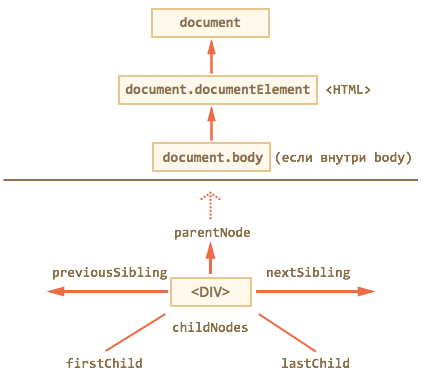 document
document.documentElement <HTML>
document.body (если внутри body)
parentNode
previousSibling nextSibling
<DIV>
childNodes
firstChild lastChild